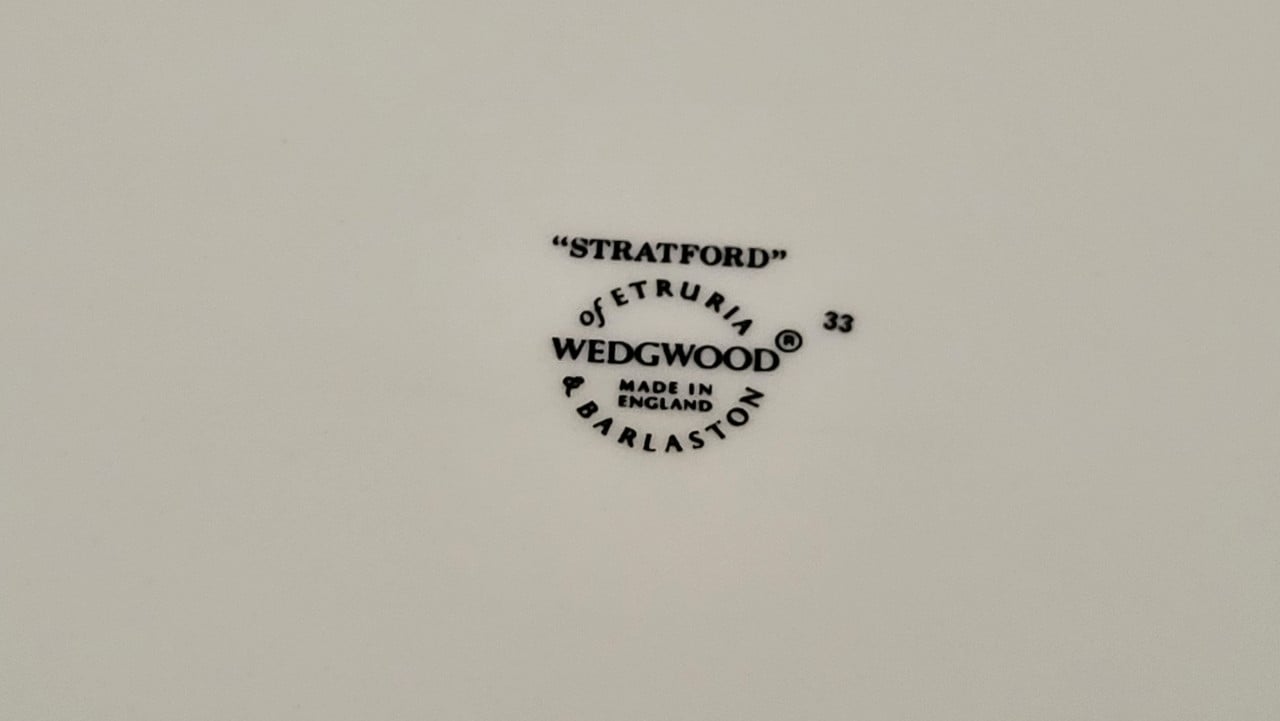 “STRATFORD”
of ETRURIA
33
WEDGWOOD®
MADE IN
ENGLAND
& BARLASTON